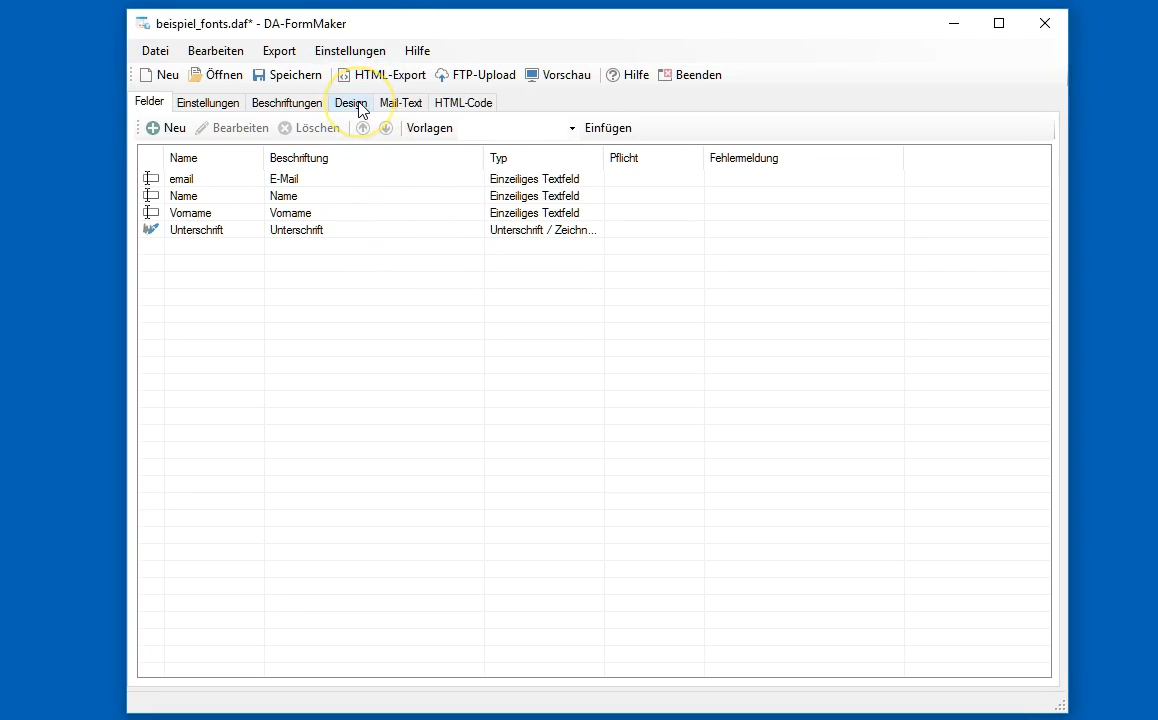 beispiel_fonts.daf* - DA-FormMaker
Datei Bearbeiten Export Einstellungen Hilfe
Neu Öffnen Speichern HTML-Export FTP-Upload Vorschau Hilfe Beenden
Felder Einstellungen Beschriftungen Design Mail-Text HTML-Code
Neu Bearbeiten Löschen Vorlagen Einfügen
Name Beschriftung Typ Pflicht Fehlermeldung
email E-Mail Einzeiliges Textfeld
Name Name Einzeiliges Textfeld
Vorname Vorname Einzeiliges Textfeld
Unterschrift Unterschrift Unterschrift / Zeichn...